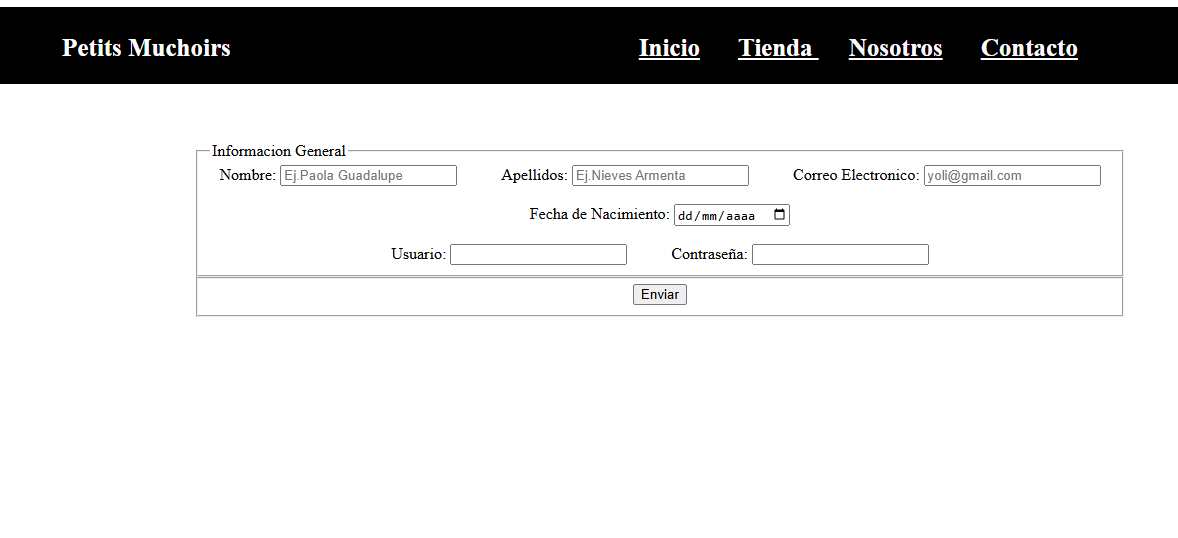 Petits Muchoirs Inicio Tienda Nosotros Contacto
Informacion General
Nombre: Ej.Paola Guadalupe Apellidos: Ej.Nieves Armenta Correo Electronico: yoli@gmail.com
Fecha de Nacimiento: dd/mm/aaaa
Usuario: Contraseña:
Enviar